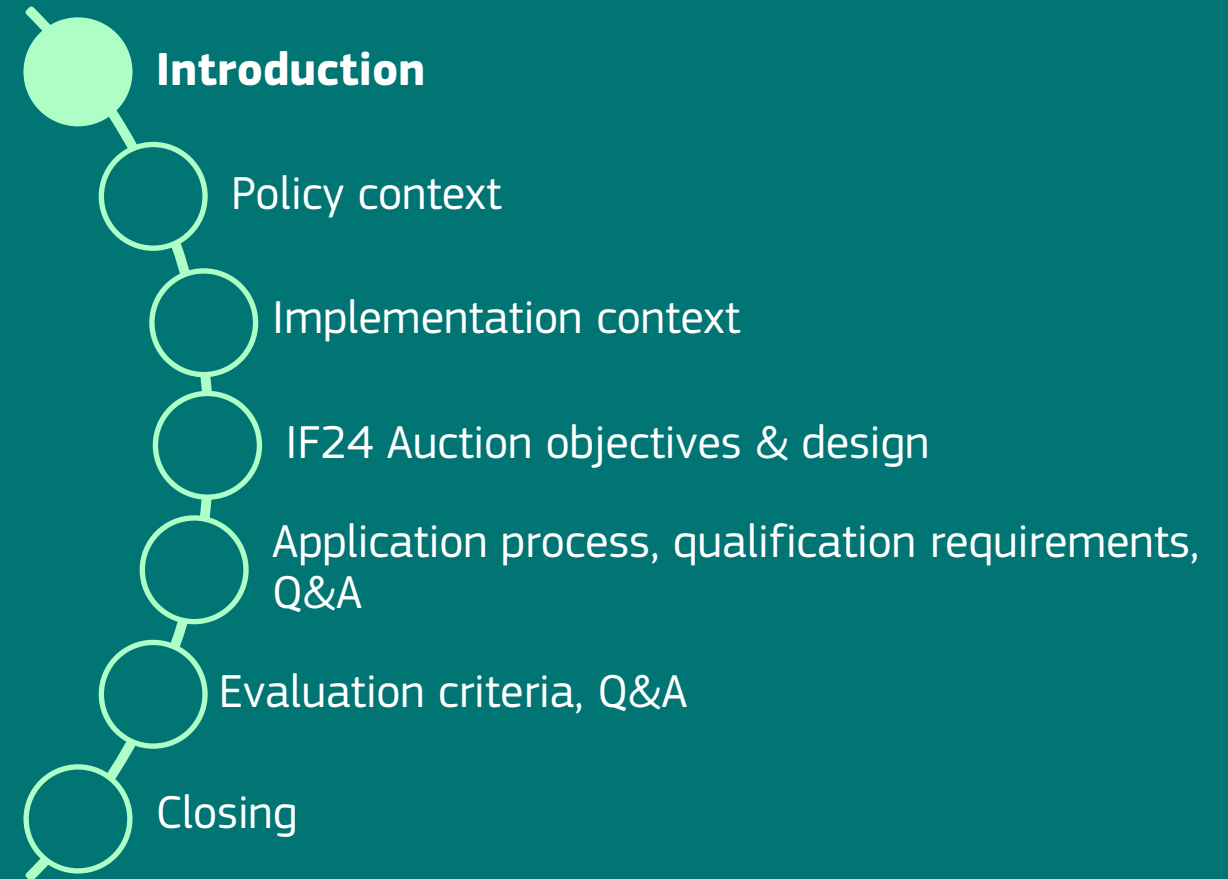 Introduction
Policy context
Implementation context
IF24 Auction objectives & design
Application process, qualification requirements,
Q&A
Evaluation criteria, Q&A
Closing